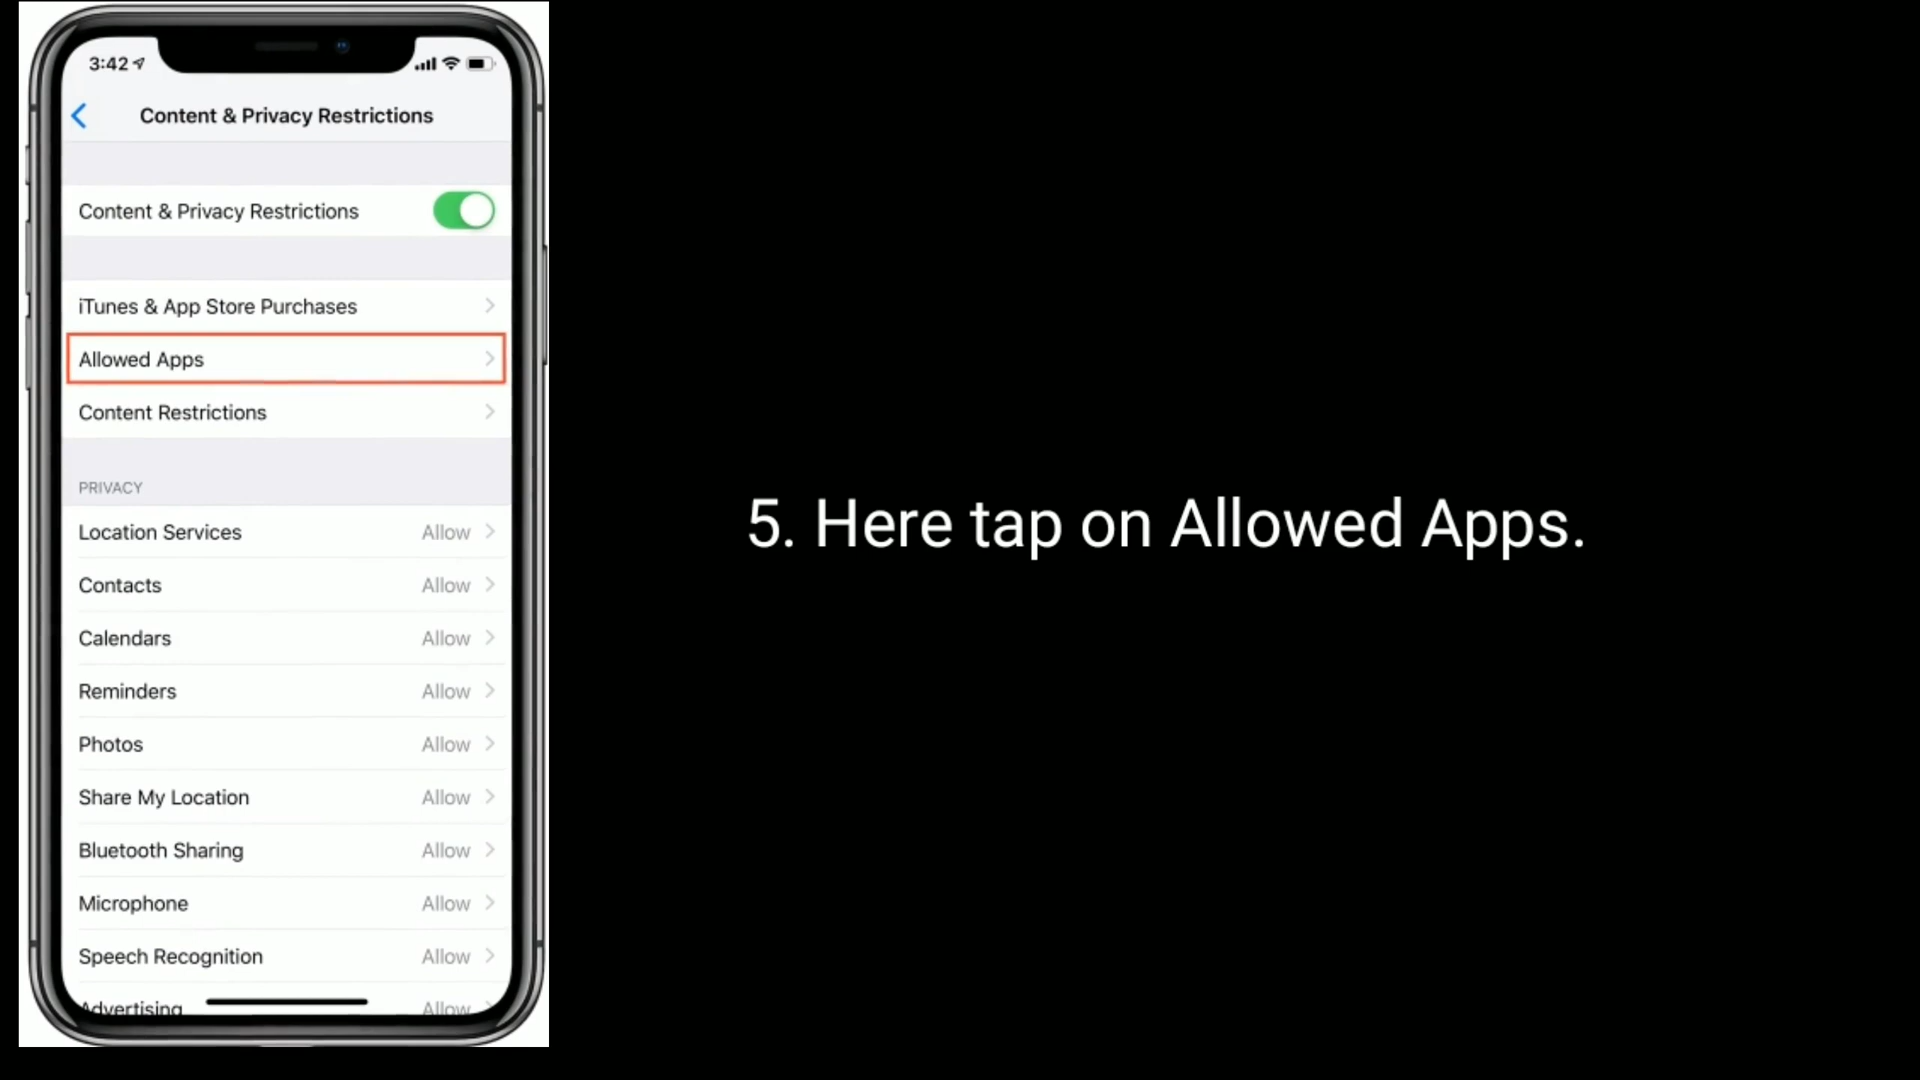 3:42
Content & Privacy Restrictions
Content & Privacy Restrictions
iTunes & App Store Purchases
Allowed Apps
Content Restrictions
PRIVACY
Location Services Allow
Contacts Allow
Calendars Allow
Reminders Allow
Photos Allow
Share My Location Allow
Bluetooth Sharing Allow
Microphone Allow
Speech Recognition Allow
Advertising Allow
5. Here tap on Allowed Apps.